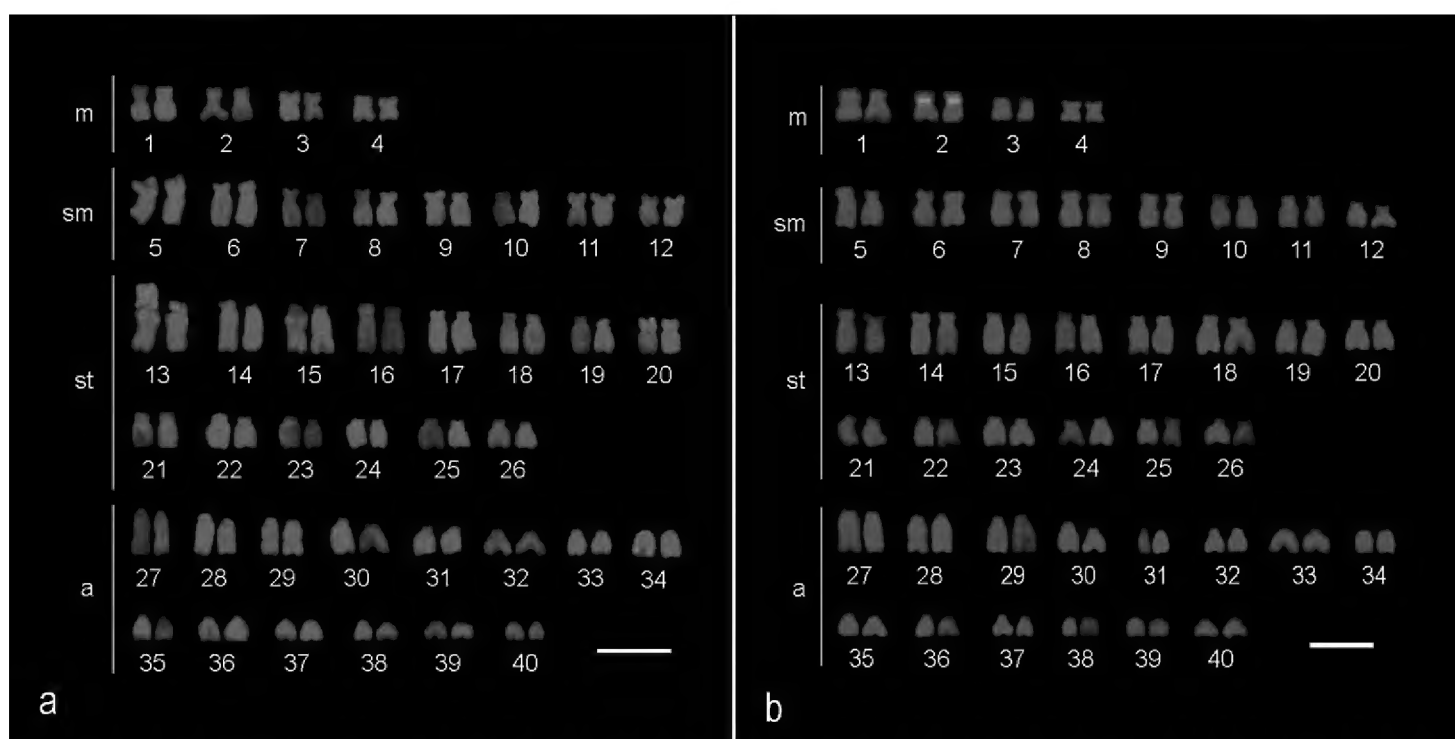 m
1 2 3 4
sm
5 6 7 8 9 10 11 12
st
13 14 15 16 17 18 19 20
21 22 23 24 25 26
a
27 28 29 30 31 32 33 34
35 36 37 38 39 40
a
m
1 2 3 4
sm
5 6 7 8 9 10 11 12
st
13 14 15 16 17 18 19 20
21 22 23 24 25 26
a
27 28 29 30 31 32 33 34
35 36 37 38 39 40
b